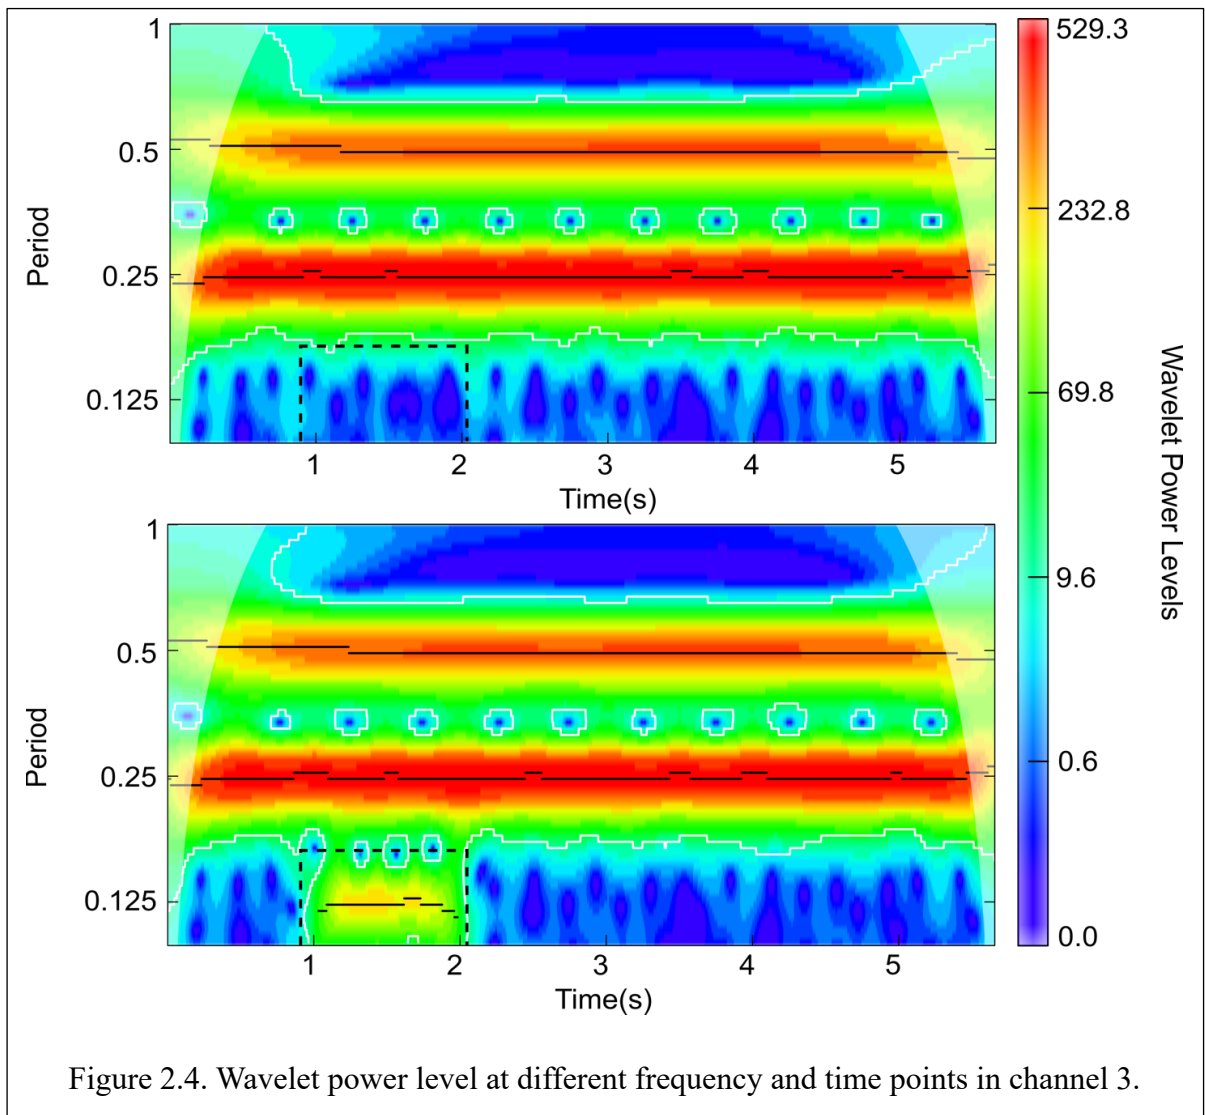 1
0.5
0.25
0.125
Period
1 2 3 4 5
Time(s)
1
0.5
0.25
0.125
Period
1 2 3 4 5
Time(s)
529.3
232.8
69.8
9.6
0.6
0.0
Wavelet Power Levels
Figure 2.4. Wavelet power level at different frequency and time points in channel 3.